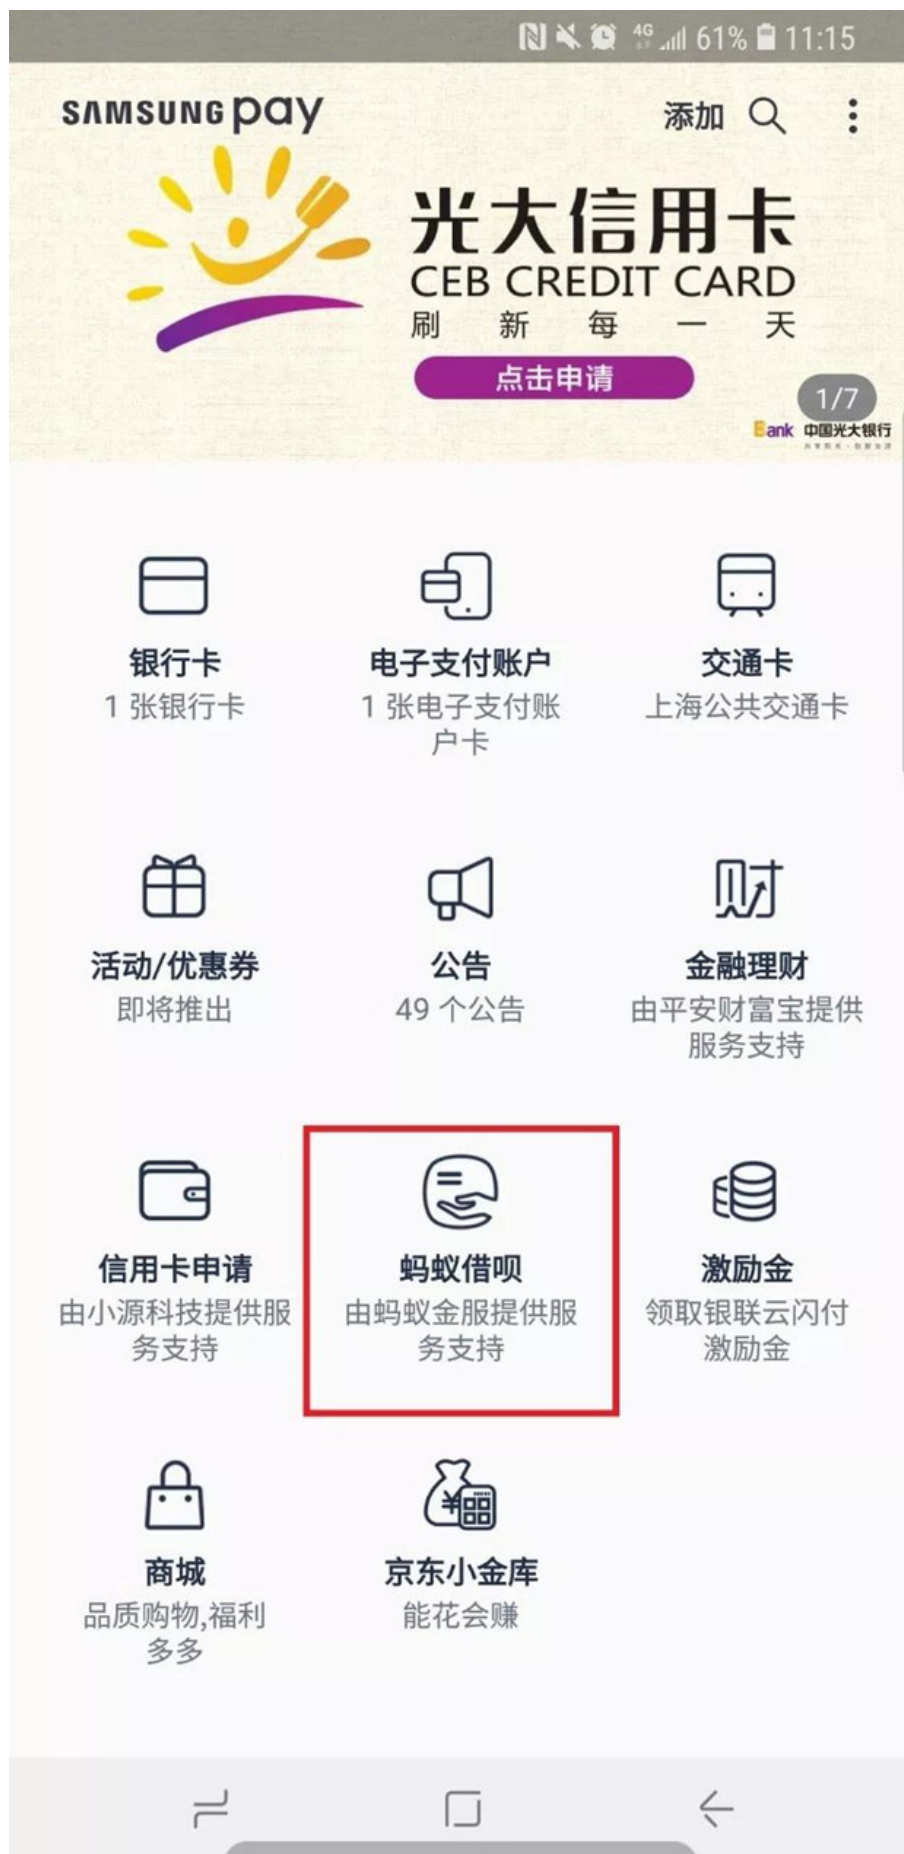 4G 61% 11:15
SAMSUNG pay 添加
光大信用卡
CEB CREDIT CARD
刷新每一天
点击申请
1/7
Bank 中国光大银行
银行卡 电子支付账户 交通卡
1 张银行卡 1 张电子支付账 上海公共交通卡
户卡
活动/优惠券 公告 金融理财
即将推出 49 个公告 由平安财富宝提供
服务支持
信用卡申请 蚂蚁借呗 激励金
由小源科技提供服 由蚂蚁金服提供服 领取银联云闪付
务支持 务支持 激励金
商城 京东小金库
品质购物,福利 能花会赚
多多